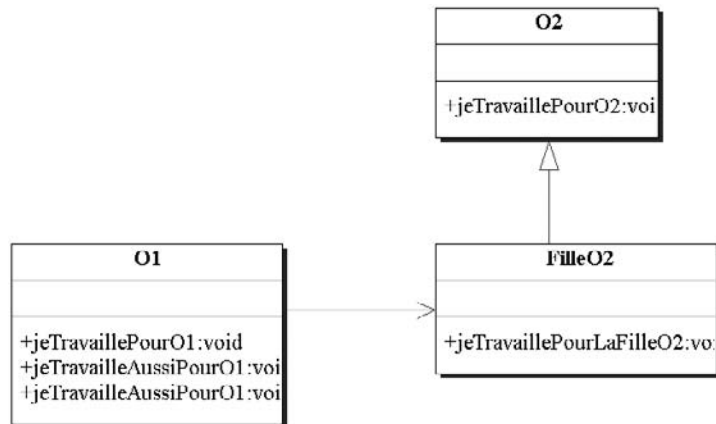 O2
+jeTravaillePourO2:voi
O1
+jeTravaillePourO1:void
+jeTravailleAussiPourO1:voi
+jeTravailleAussiPourO1:voi
FilleO2
+jeTravaillePourLaFilleO2:voi